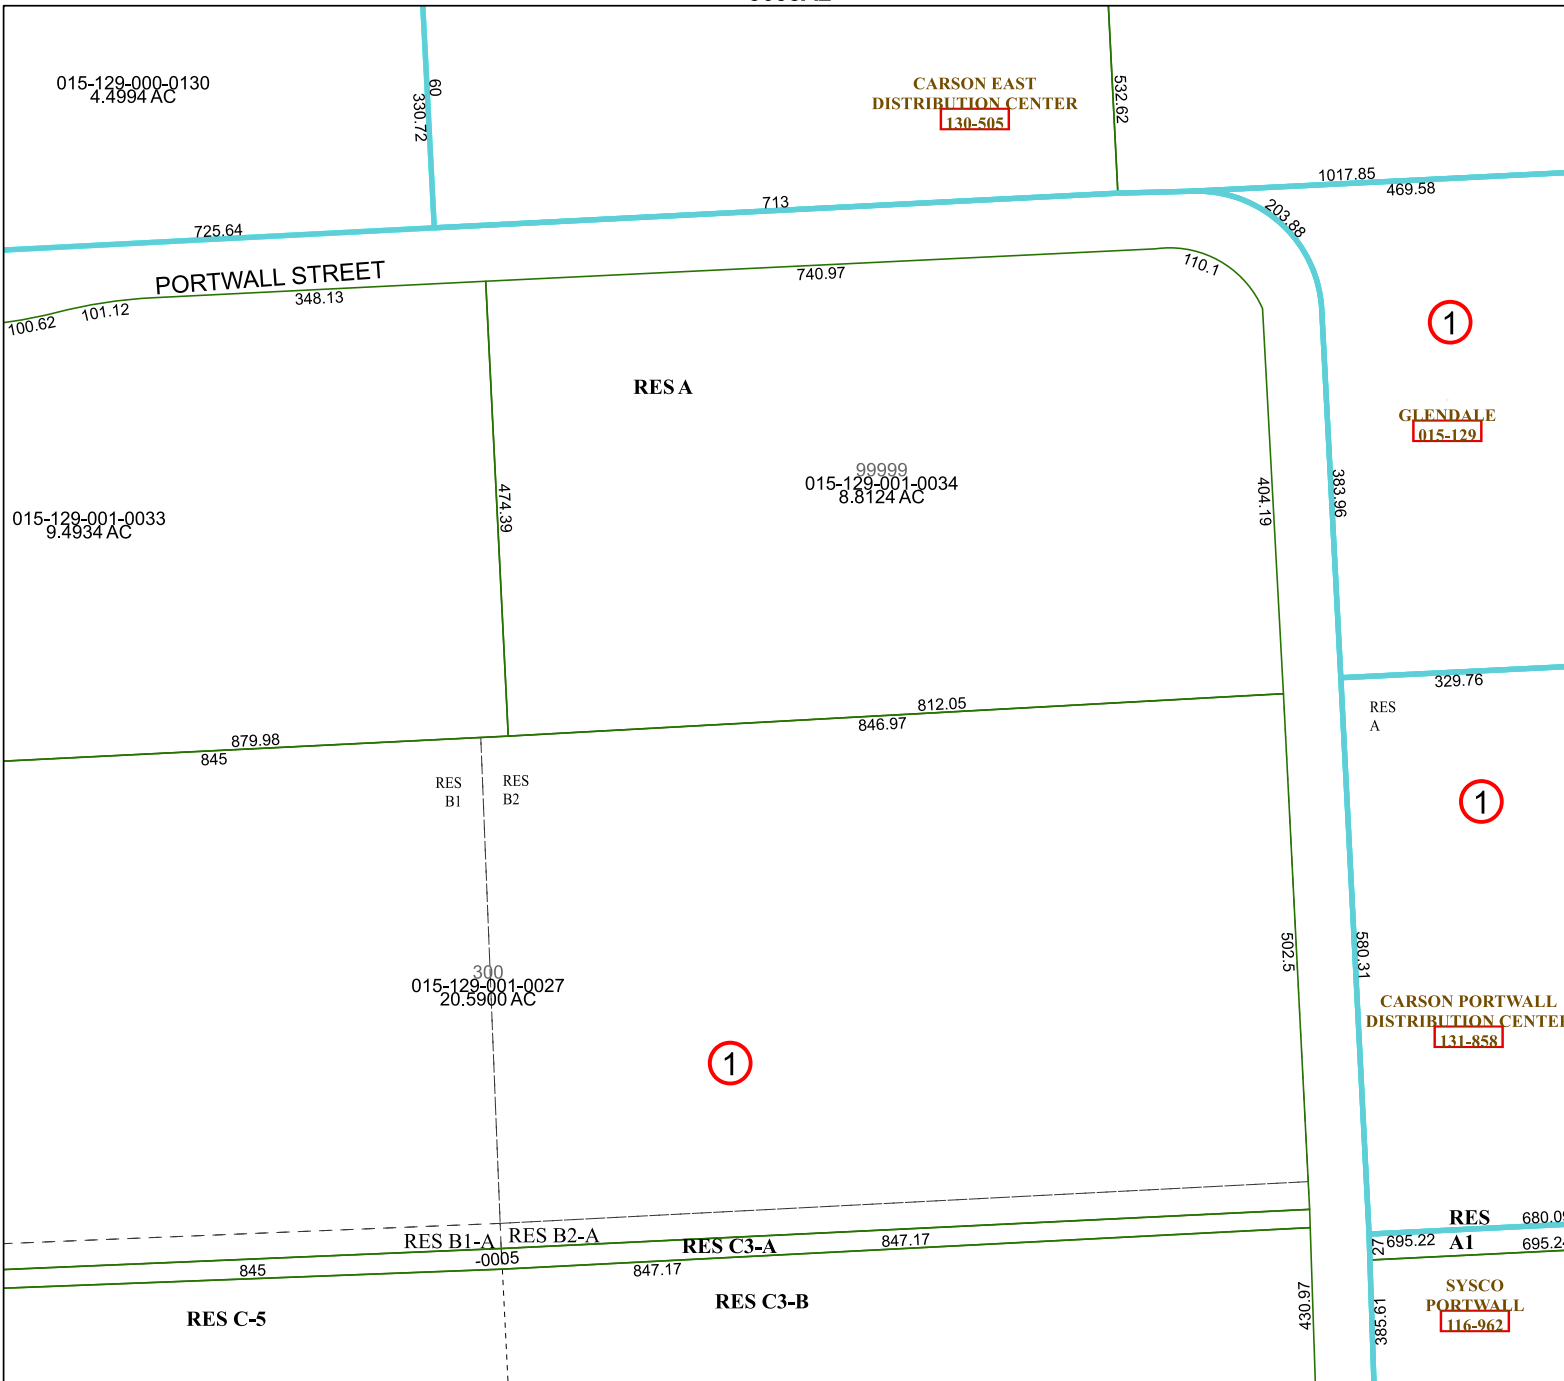 015-129-000-0130
4.4994 AC
60
330.72
CARSON EAST
DISTRIBUTION CENTER
130-505
532.62
1017.85
469.58
725.64
713
203.88
PORTWALL STREET
740.97
110.1
348.13
101.12
100.62
1
RES A
GLENDALE
015-129
99999
015-129-001-0034
8.8124 AC
474.39
404.19
383.96
015-129-001-0033
9.4934 AC
329.76
812.05
846.97
RES
A
879.98
845
RES
B1
RES
B2
1
502.5
580.31
300
015-129-001-0027
20.5900 AC
CARSON PORTWALL
DISTRIBUTION CENTE
131-858
1
RES
A1
680.09
695.22
695.24
27
RES B1-A
RES B2-A
RES C3-A
847.17
-0005
845
847.17
RES C3-B
RES C-5
430.97
385.61
SYSCO
PORTWALL
116-962